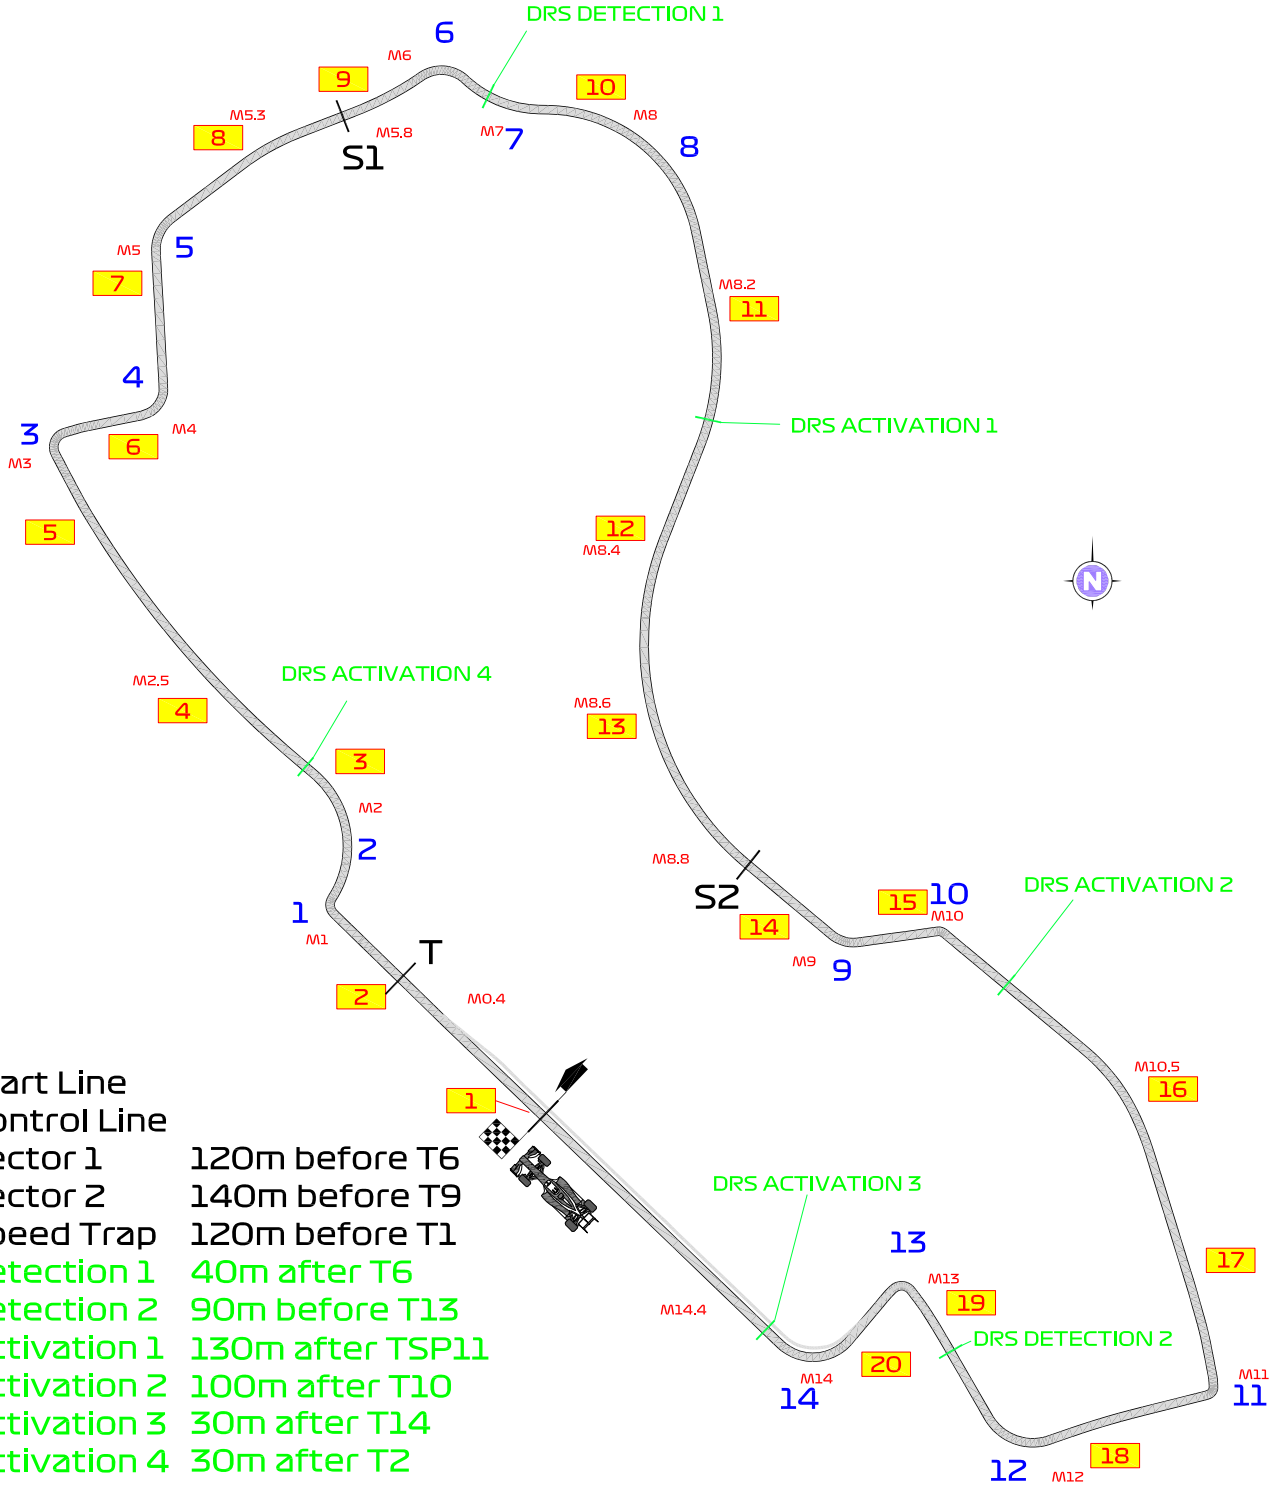 DRS DETECTION 1
6
M6
9
10
M5.3
8
M5.8
S1
M7
7
M8
8
5
M5
7
M8.2
11
4
3
M4
M3
6
DRS ACTIVATION 1
5
12
M8.4
N
DRS ACTIVATION 4
M2.5
4
M8.6
13
3
M2
2
M8.8
S2
15
10
M10
DRS ACTIVATION 2
1
M1
14
M9
9
T
2
M0.4
M10.5
16
1
art Line
ontrol Line
ector 1 120m before T6
ector 2 140m before T9
peed Trap 120m before T1
etection 1 40m after T6
etection 2 90m before T13
ctivation 1 130m after TSP11
ctivation 2 100m after T10
ctivation 3 30m after T14
ctivation 4 30m after T2
DRS ACTIVATION 3
13
17
M13
19
M14.4
DRS DETECTION 2
20
M14
14
M11
11
18
12
M12